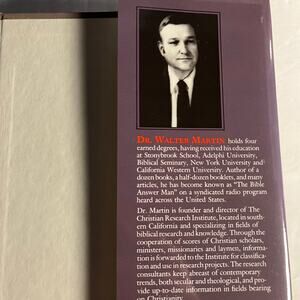 DR. WALTER MARTIN holds four
earned degrees, having received his education
at Stonybrook School, Adelphi University,
Biblical Seminary, New York University and
California Western University. Author of a
dozen books, a half-dozen booklets, and many
articles, he has become known as "The Bible
Answer Man" on a syndicated radio program
heard across the United States.
Dr. Martin is founder and director of The
Christian Research Institute, located in south-
ern California and specializing in fields of
biblical research and knowledge. Through the
cooperation of scores of Christian scholars,
ministers, missionaries and laymen, informa-
tion is forwarded to the Institute for classifica-
tion and use in research projects. The research
consultants keep abreast of contemporary
trends, both secular and theological, and pro-
vide up-to-date information in fields bearing
on Christianity.